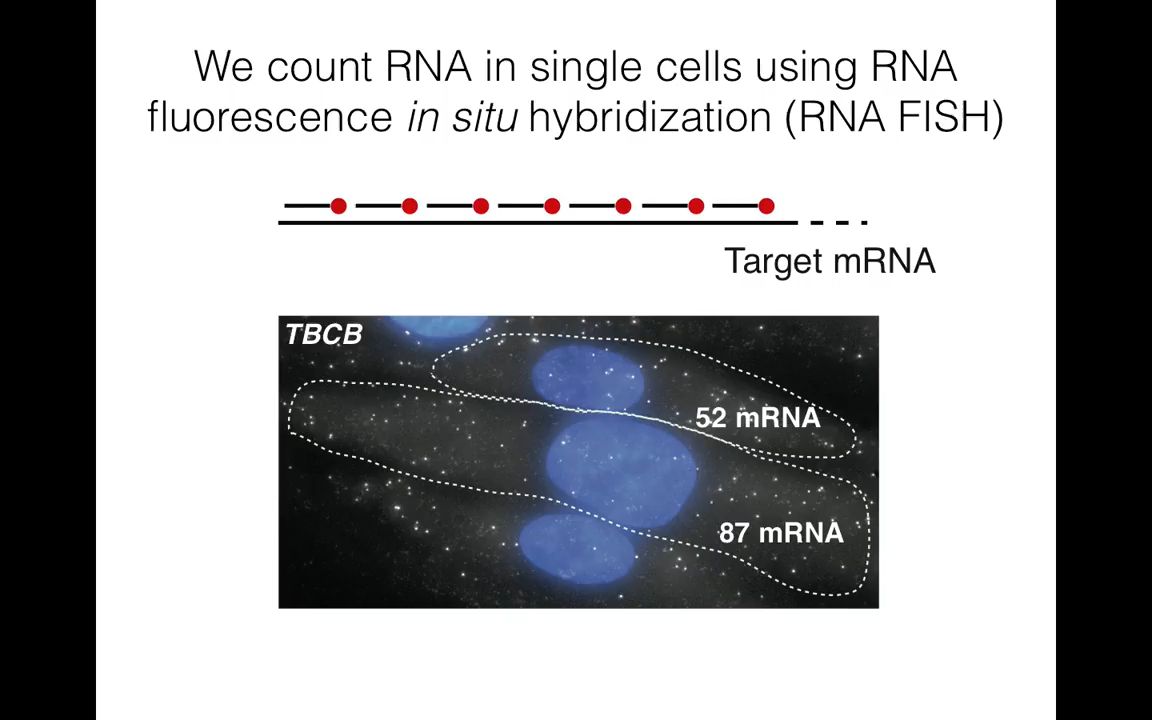 We count RNA in single cells using RNA
fluorescence in situ hybridization (RNA FISH)
Target mRNA
TBCB
52 mRNA
87 mRNA